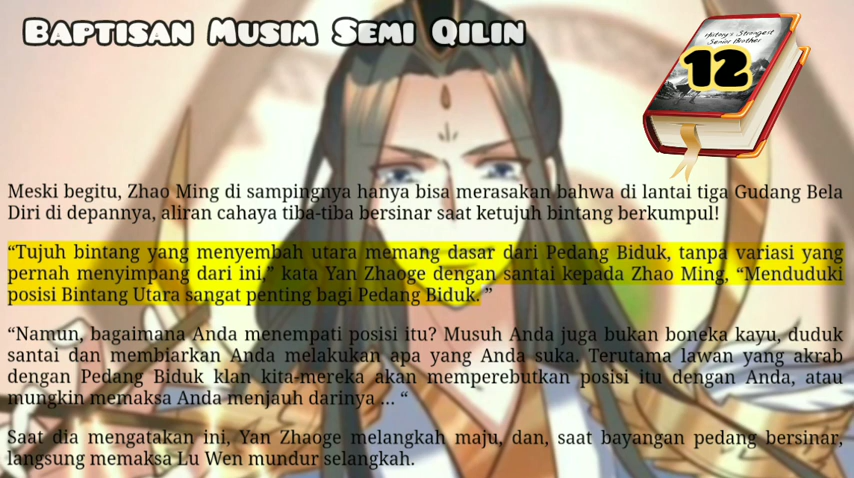 Baptisan Musim Semi Qilin
History's Strongest
Senior Brother
12
Meski begitu, Zhao Ming di sampingnya hanya bisa merasakan bahwa di lantai tiga Gudang Bela
Diri di depannya, aliran cahaya tiba-tiba bersinar saat ketujuh bintang berkumpul!
“Tujuh bintang yang menyembah utara memang dasar dari Pedang Biduk, tanpa variasi yang
pernah menyimpang dari ini,” kata Yan Zhaoge dengan santai kepada Zhao Ming, “Menduduki
posisi Bintang Utara sangat penting bagi Pedang Biduk. ”
“Namun, bagaimana Anda menempati posisi itu? Musuh Anda juga bukan boneka kayu, duduk
santai dan membiarkan Anda melakukan apa yang Anda suka. Terutama lawan yang akrab
dengan Pedang Biduk klan kita-mereka akan memperebutkan posisi itu dengan Anda, atau
mungkin memaksa Anda menjauh darinya ... “
Saat dia mengatakan ini, Yan Zhaoge melangkah maju, dan, saat bayangan pedang bersinar,
langsung memaksa Lu Wen mundur selangkah.